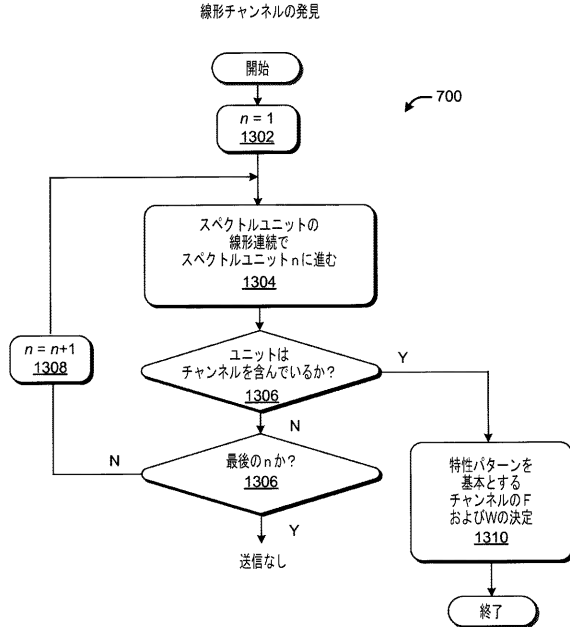 線形チャンネルの発見
開始
700
n = 1
1302
スペクトルユニットの
線形連続で
スペクトルユニットnに進む
1304
n = n+1
1308
ユニットは
チャンネルを含んでいるか？
1306
Y
N
最後のnか？
1306
N
Y
送信なし
特性パターンを
基本とする
チャンネルのF
およびWの決定
1310
終了